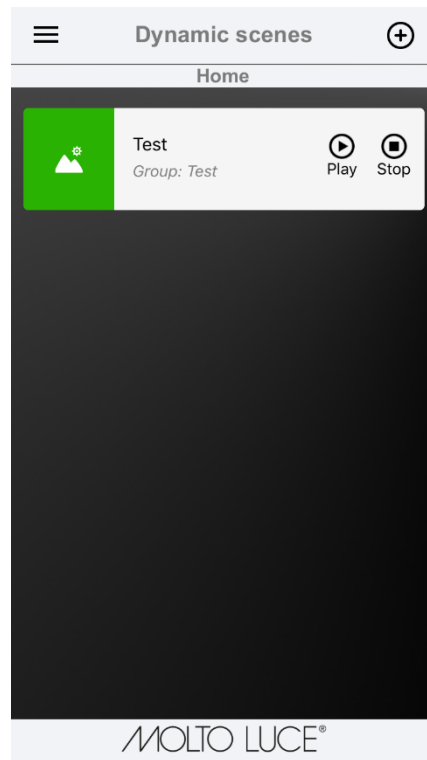 Dynamic scenes
Home
Test
Group: Test
Play
Stop
MOLTO LUCE®